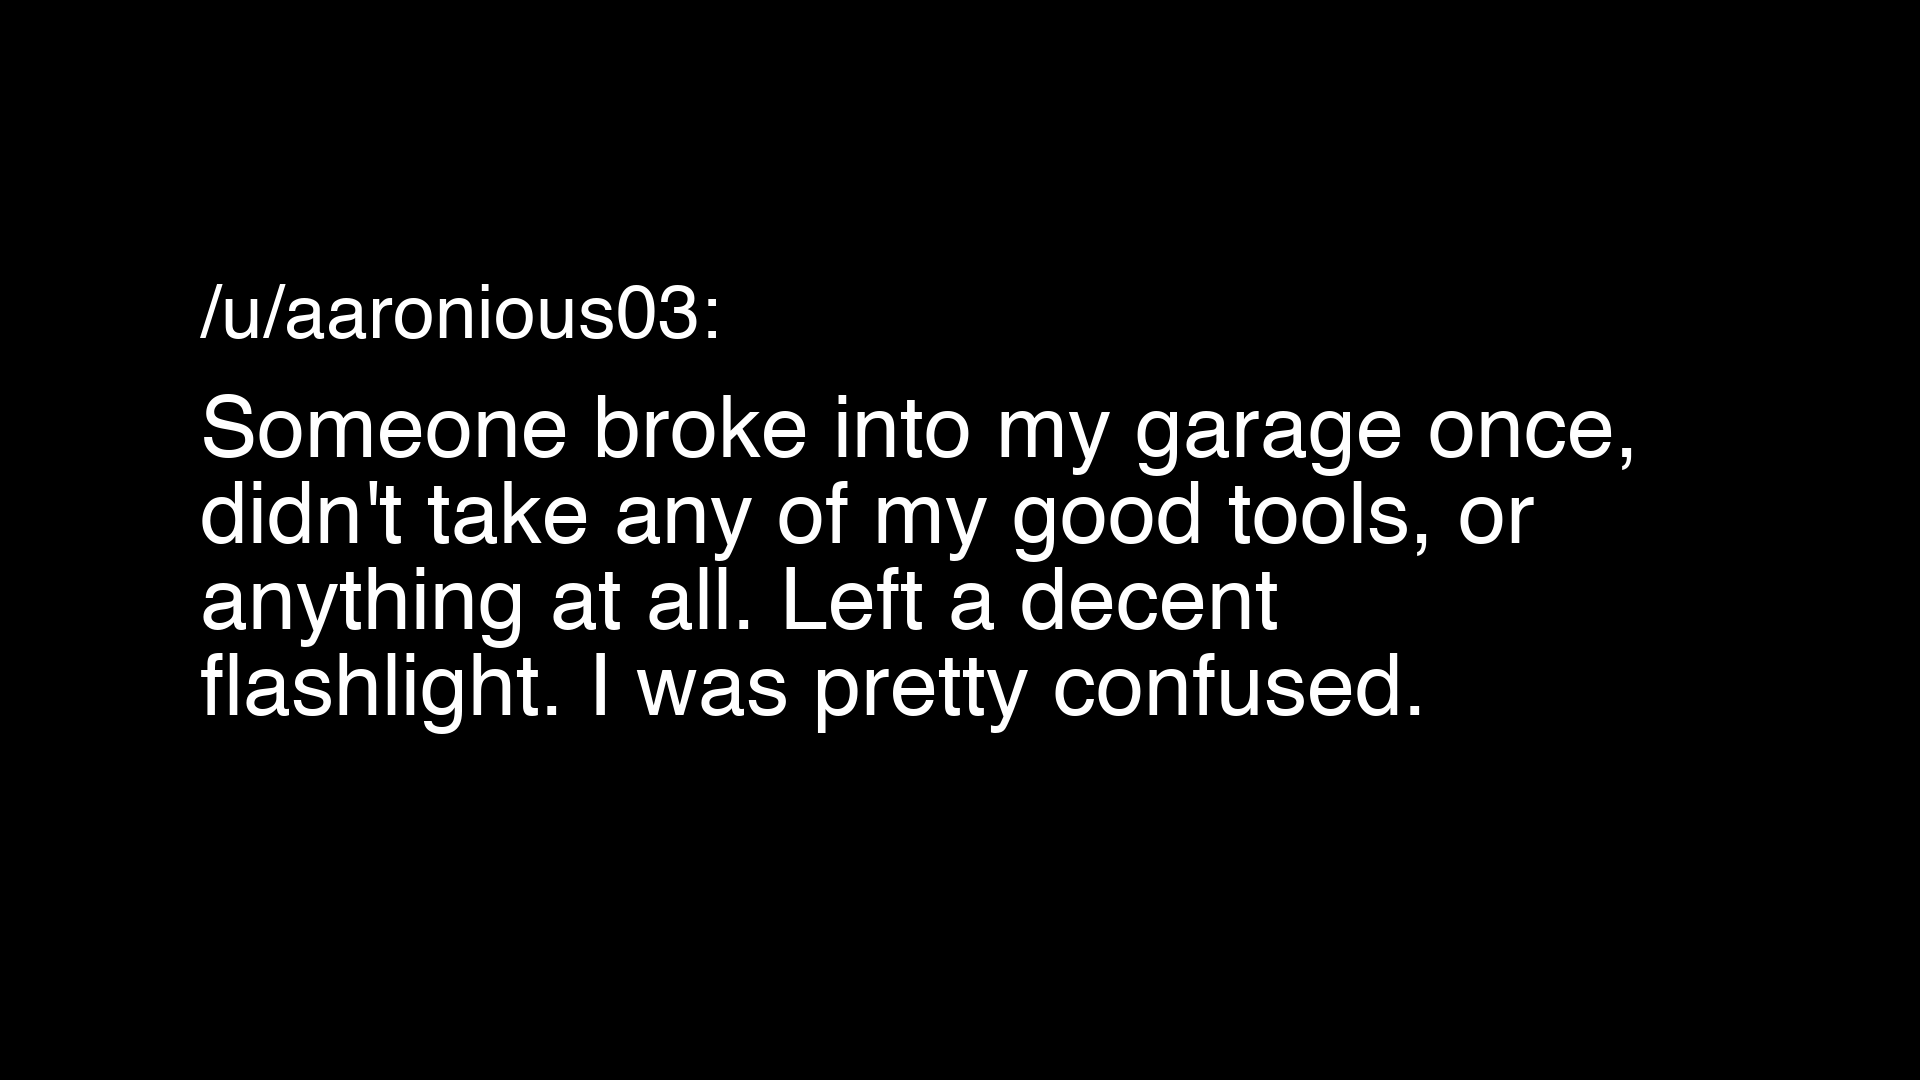 /u/aaronious03:
Someone broke into my garage once,
didn't take any of my good tools, or
anything at all. Left a decent
flashlight. I was pretty confused.